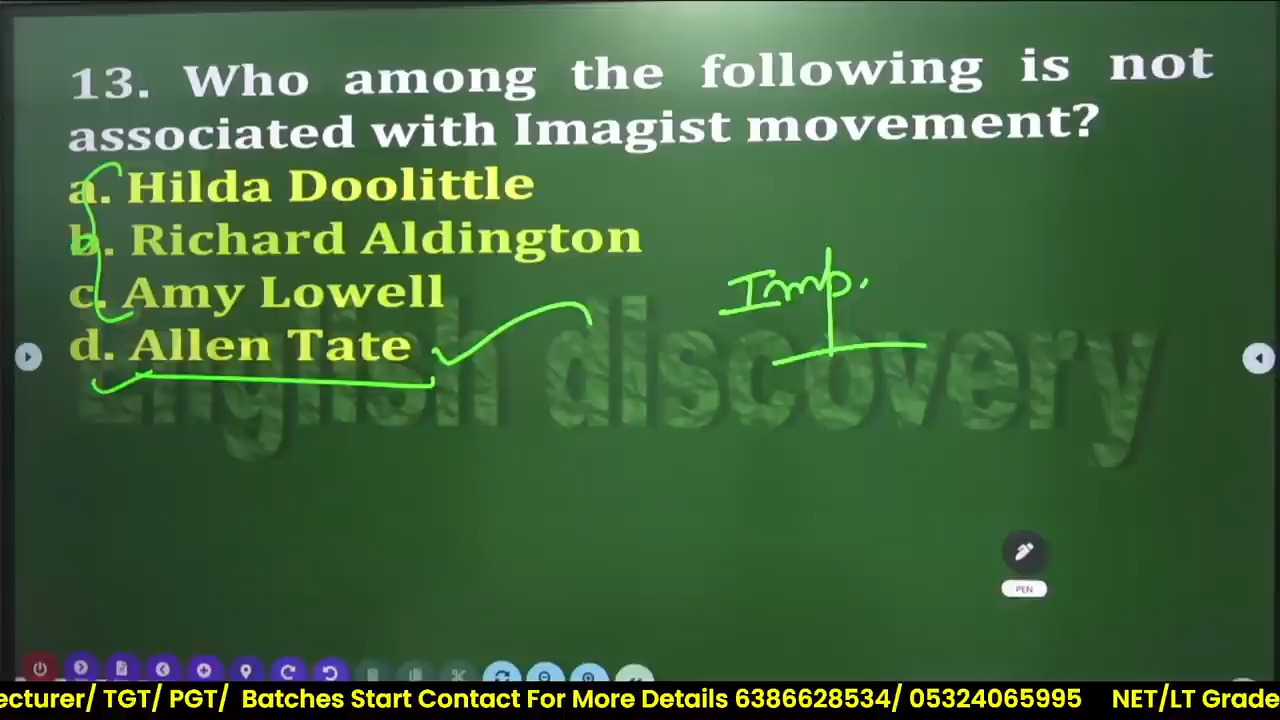 13. Who among the following is not
associated with Imagist movement?
a. Hilda Doolittle
b. Richard Aldington
c. Amy Lowell
d. Allen Tate
Imp.
English discovery
PEN
ecturer/ TGT/ PGT/ Batches Start Contact For More Details 6386628534/ 05324065995 NET/LT Grade